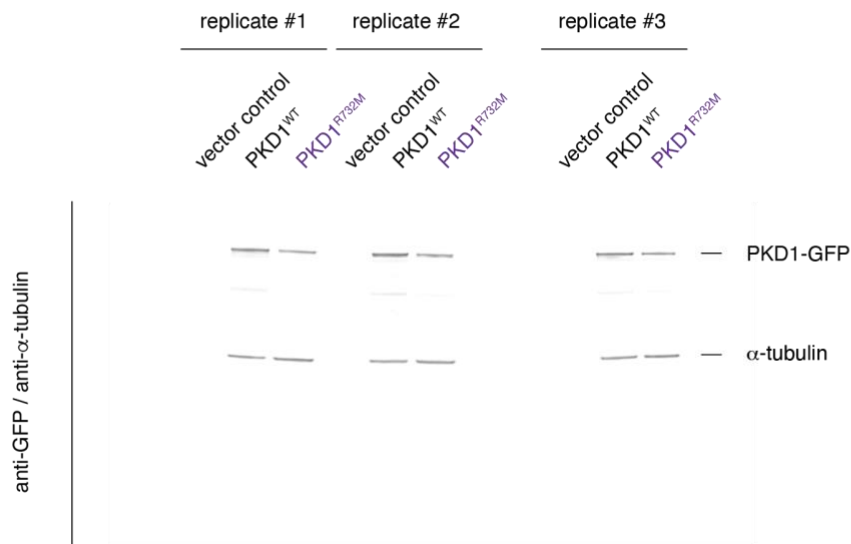 replicate #1 replicate #2 replicate #3
vector control PKD1WT PKD1R732M vector control PKD1WT PKD1R732M vector control PKD1WT PKD1R732M
PKD1-GFP
α-tubulin
anti-GFP / anti-α-tubulin